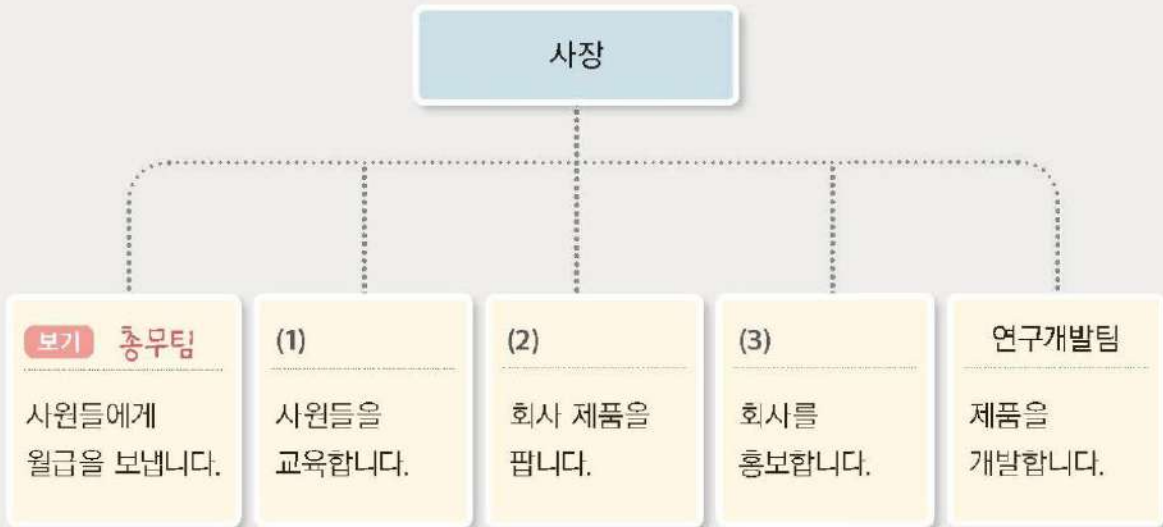 사장
보기 총무팀
사원들에게
월급을 보냅니다.
(1)
사원들을
교육합니다.
(2)
회사 제품을
팝니다.
(3)
회사를
홍보합니다.
연구개발팀
제품을
개발합니다.